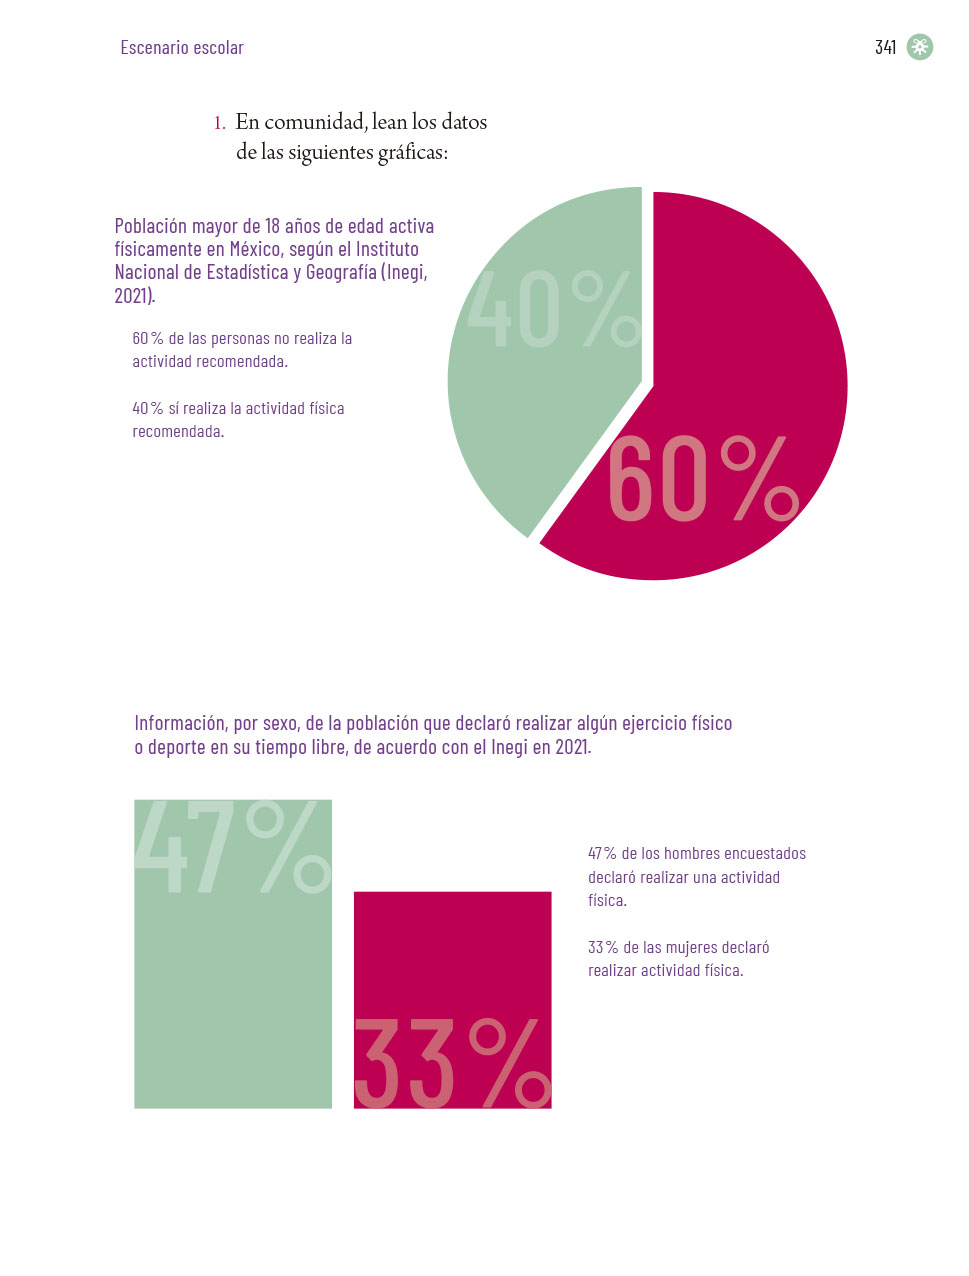 Escenario escolar
341
1. En comunidad, lean los datos
de las siguientes gráficas:
Población mayor de 18 años de edad activa
físicamente en México, según el Instituto
Nacional de Estadística y Geografía (Inegi,
2021).
60% de las personas no realiza la
actividad recomendada.
40% sí realiza la actividad física
recomendada.
40%
60%
Información, por sexo, de la población que declaró realizar algún ejercicio físico
o deporte en su tiempo libre, de acuerdo con el Inegi en 2021.
47%
33%
47% de los hombres encuestados
declaró realizar una actividad
física.
33% de las mujeres declaró
realizar actividad física.